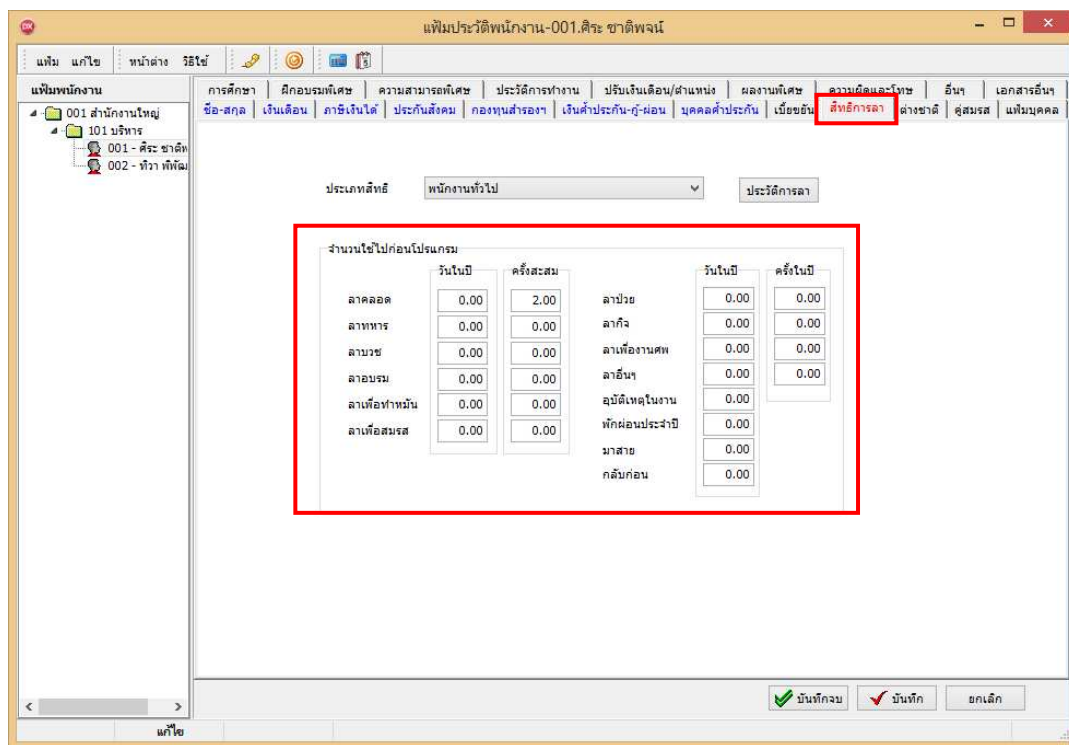 แฟ้มประวัติพนักงาน-001.ศิระ ชาติพจน์
แฟ้ม แก้ไข หน้าต่าง วิธีใช้
แฟ้มพนักงาน
001 สำนักงานใหญ่
101 บริหาร
001 - ศิระ ชาติพ
002 - ทิวา พิพัฒ
การศึกษา ฝึกอบรมพิเศษ ความสามารถพิเศษ ประวัติการทำงาน ปรับเงินเดือน/ตำแหน่ง ผลงานพิเศษ ความผิดและโทษ อื่นๆ เอกสารอื่นๆ
ชื่อ-สกุล เงินเดือน ภาษีเงินได้ ประกันสังคม กองทุนสำรองฯ เงินค้ำประกัน-กู้-ผ่อน บุคคลค้ำประกัน เบี้ยขยัน สิทธิการลา ต่างชาติ คู่สมรส แฟ้มบุคคล
ประเภทสิทธิ พนักงานทั่วไป ประวัติการลา
จำนวนใช้ไปก่อนโปรแกรม
วันในปี ครั้งสะสม วันในปี ครั้งในปี
ลาคลอด 0.00 2.00 ลาป่วย 0.00 0.00
ลาทหาร 0.00 0.00 ลากิจ 0.00 0.00
ลาบวช 0.00 0.00 ลาเพื่องานศพ 0.00 0.00
ลาอบรม 0.00 0.00 ลาอื่นๆ 0.00 0.00
ลาเพื่อทำหมัน 0.00 0.00 อุบัติเหตุในงาน 0.00
ลาเพื่อสมรส 0.00 0.00 พักผ่อนประจำปี 0.00
มาสาย 0.00
กลับก่อน 0.00
บันทึกจบ บันทึก ยกเลิก
แก้ไข